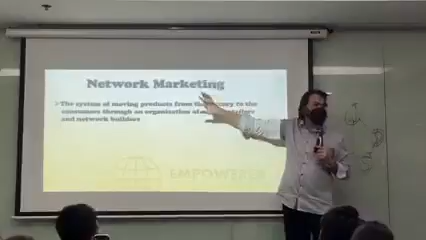 Network Marketing
The system of moving products from the factory to the
consumers through an organization of
and network builders
EMPOWERED